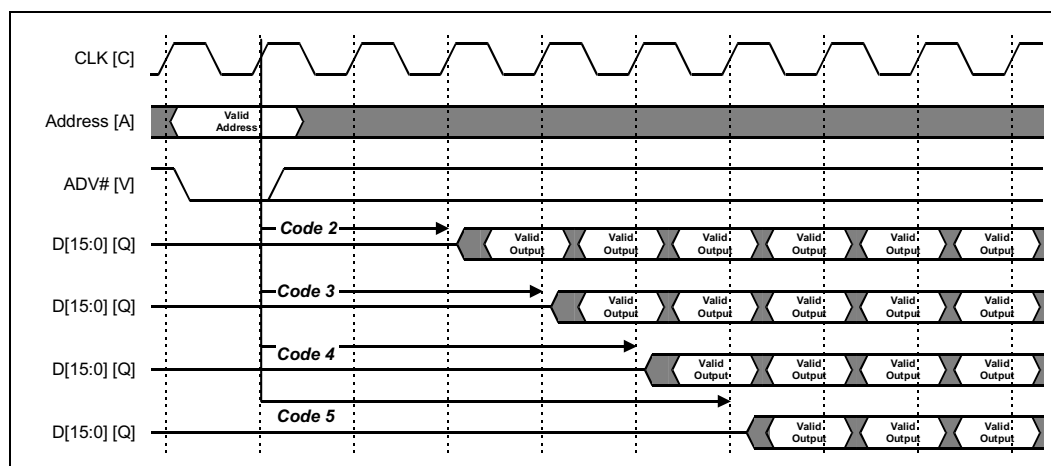 CLK [C]
Address [A]
Valid
Address
ADV# [V]
Code 2
D[15:0] [Q]
Valid Valid Valid Valid Valid Valid
Output Output Output Output Output Output
Code 3
D[15:0] [Q]
Valid Valid Valid Valid Valid
Output Output Output Output Output
Code 4
D[15:0] [Q]
Valid Valid Valid Valid
Output Output Output Output
Code 5
D[15:0] [Q]
Valid Valid Valid
Output Output Output